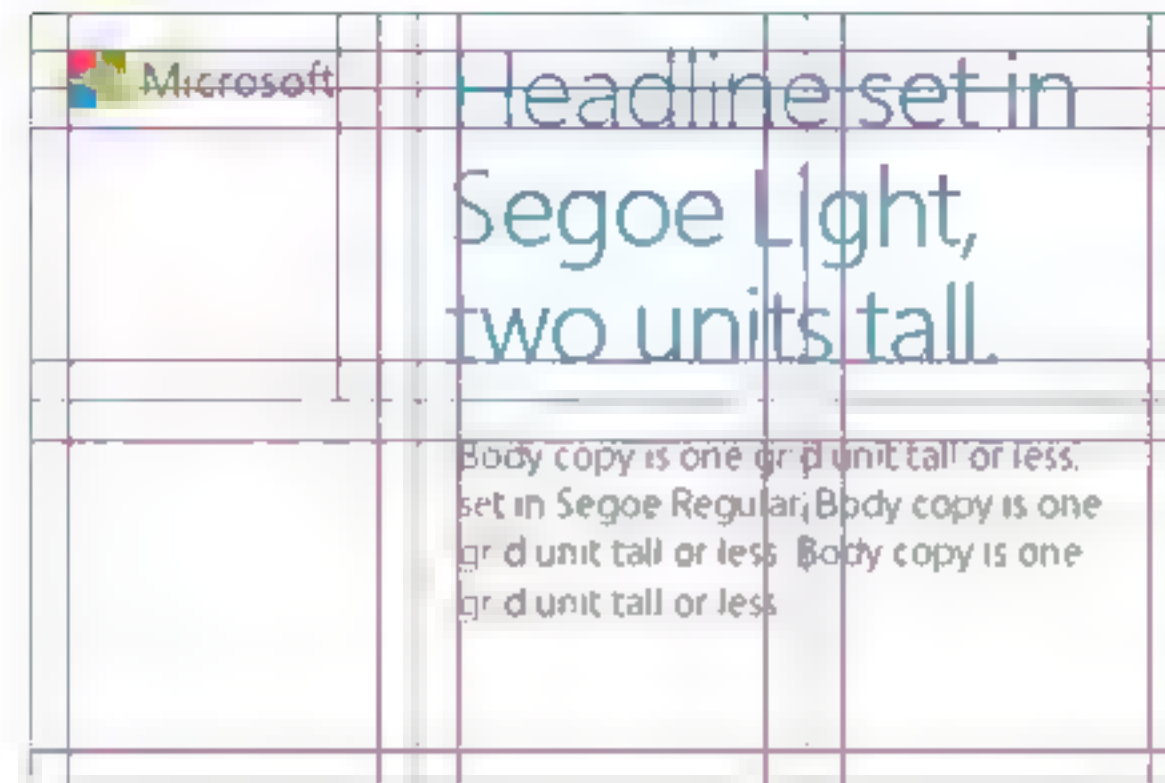 Microsoft
Headline set in
Segoe Light,
two units tall.
Body copy is one grid unit tall or less.
set in Segoe Regular. Body copy is one
grid unit tall or less. Body copy is one
grid unit tall or less